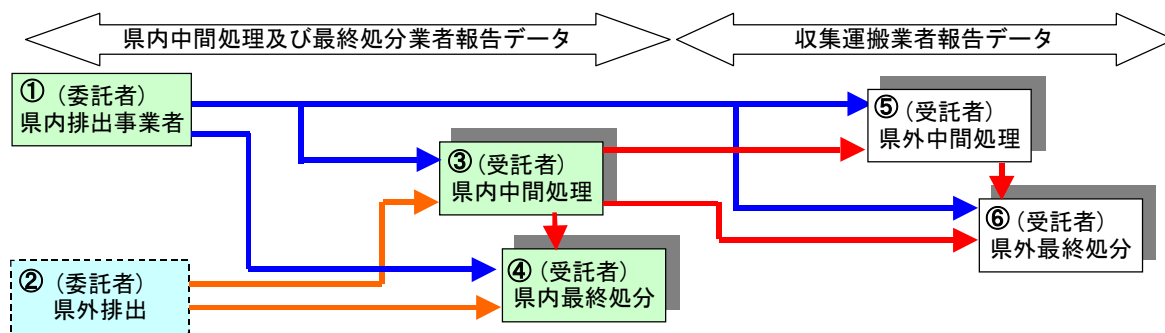 県内中間処理及び最終処分業者報告データ
収集運搬業者報告データ
①（委託者）
県内排出事業者
⑤（受託者）
県外中間処理
③（受託者）
県内中間処理
⑥（受託者）
県外最終処分
②（委託者）
県外排出
④（受託者）
県内最終処分